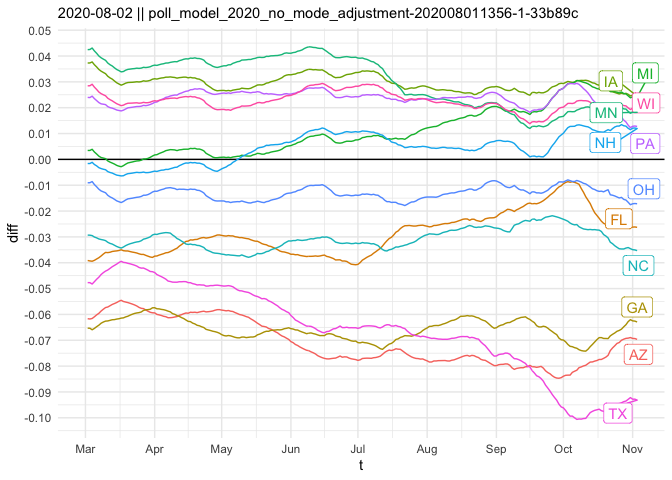 2020-08-02 || poll_model_2020_no_mode_adjustment-202008011356-1-33b89c
0.05
0.04
0.03
0.02
0.01
0.00
-0.01
-0.02
-0.03
-0.04
-0.05
-0.06
-0.07
-0.08
-0.09
-0.10
diff
MI
IA
WI
MN
NH
PA
OH
FL
NC
GA
AZ
TX
Mar Apr May Jun Jul Aug Sep Oct Nov
t